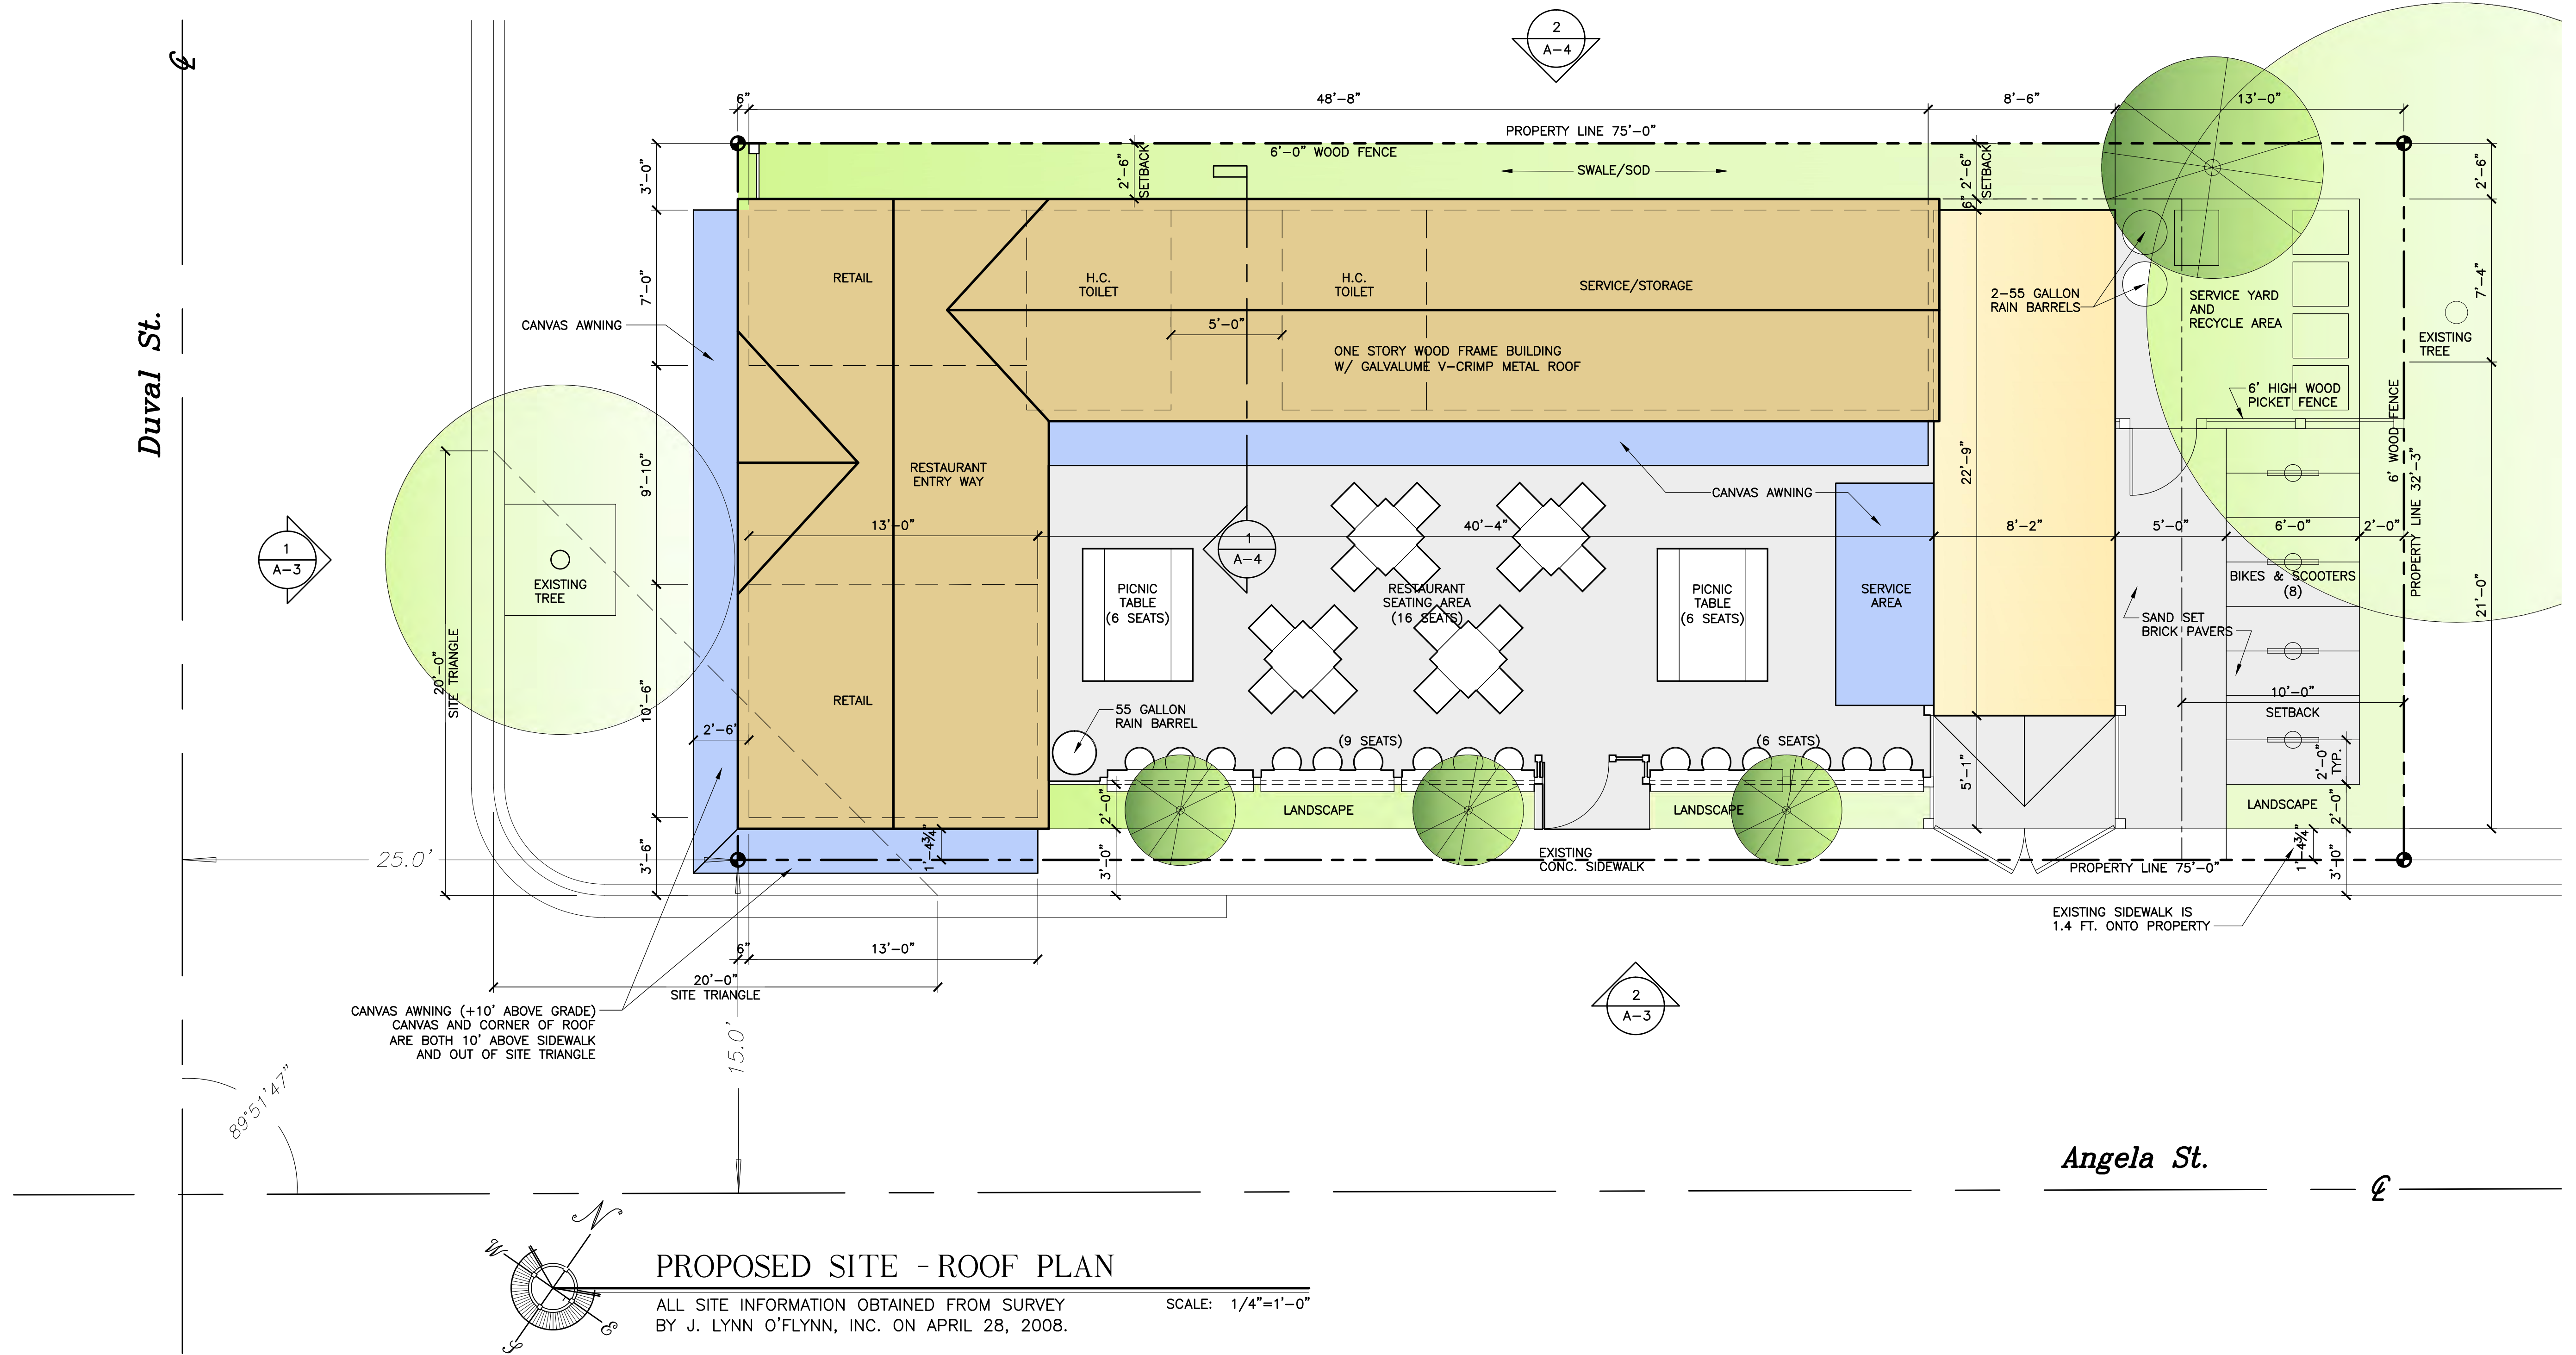 2
A-4
℄
6"
48'-8"
8'-6"
13'-0"
PROPERTY LINE 75'-0"
6'-0" WOOD FENCE
SWALE/SOD
3'-0"
2'-6"
SETBACK
2'-6"
SETBACK
6"
2'-6"
RETAIL
H.C.
TOILET
H.C.
TOILET
SERVICE/STORAGE
7'-0"
7'-4"
2-55 GALLON
RAIN BARRELS
SERVICE YARD
AND
RECYCLE AREA
CANVAS AWNING
5'-0"
EXISTING
TREE
ONE STORY WOOD FRAME BUILDING
W/ GALVALUME V-CRIMP METAL ROOF
Duval St.
6' HIGH WOOD
PICKET FENCE
6' WOOD FENCE
PROPERTY LINE 32'-3"
9'-10"
RESTAURANT
ENTRY WAY
22'-9"
CANVAS AWNING
13'-0"
40'-4"
8'-2"
5'-0"
6'-0"
2'-0"
1
A-3
1
A-4
EXISTING
TREE
PICNIC
TABLE
(6 SEATS)
RESTAURANT
SEATING AREA
(16 SEATS)
PICNIC
TABLE
(6 SEATS)
SERVICE
AREA
BIKES & SCOOTERS
(8)
SAND SET
BRICK PAVERS
21'-0"
20'-0"
SITE TRIANGLE
10'-6"
RETAIL
2'-6"
55 GALLON
RAIN BARREL
10'-0"
SETBACK
(9 SEATS)
(6 SEATS)
5'-1"
2'-0"
TYP.
2'-0"
LANDSCAPE
LANDSCAPE
LANDSCAPE
2'-0"
25.0'
3'-6"
1'-4¾"
3'-0"
EXISTING
CONC. SIDEWALK
PROPERTY LINE 75'-0"
1'-4¾"
3'-10"
EXISTING SIDEWALK IS
1.4 FT. ONTO PROPERTY
6"
13'-0"
20'-0"
SITE TRIANGLE
2
A-3
CANVAS AWNING (+10' ABOVE GRADE)
CANVAS AND CORNER OF ROOF
ARE BOTH 10' ABOVE SIDEWALK
AND OUT OF SITE TRIANGLE
15.0'
89°51'47"
Angela St.
℄
N
W
E
S
PROPOSED SITE - ROOF PLAN
ALL SITE INFORMATION OBTAINED FROM SURVEY
BY J. LYNN O'FLYNN, INC. ON APRIL 28, 2008.
SCALE: 1/4"=1'-0"